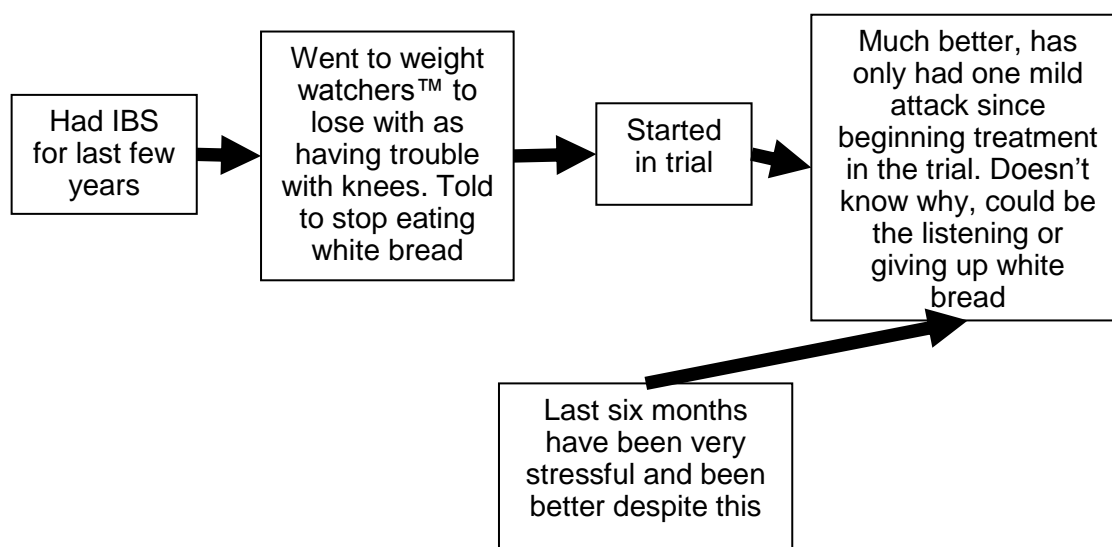 Had IBS
for last few
years
Went to weight
watchers™ to
lose with as
having trouble
with knees. Told
to stop eating
white bread
Started
in trial
Much better, has
only had one mild
attack since
beginning treatment
in the trial. Doesn’t
know why, could be
the listening or
giving up white
bread
Last six months
have been very
stressful and been
better despite this